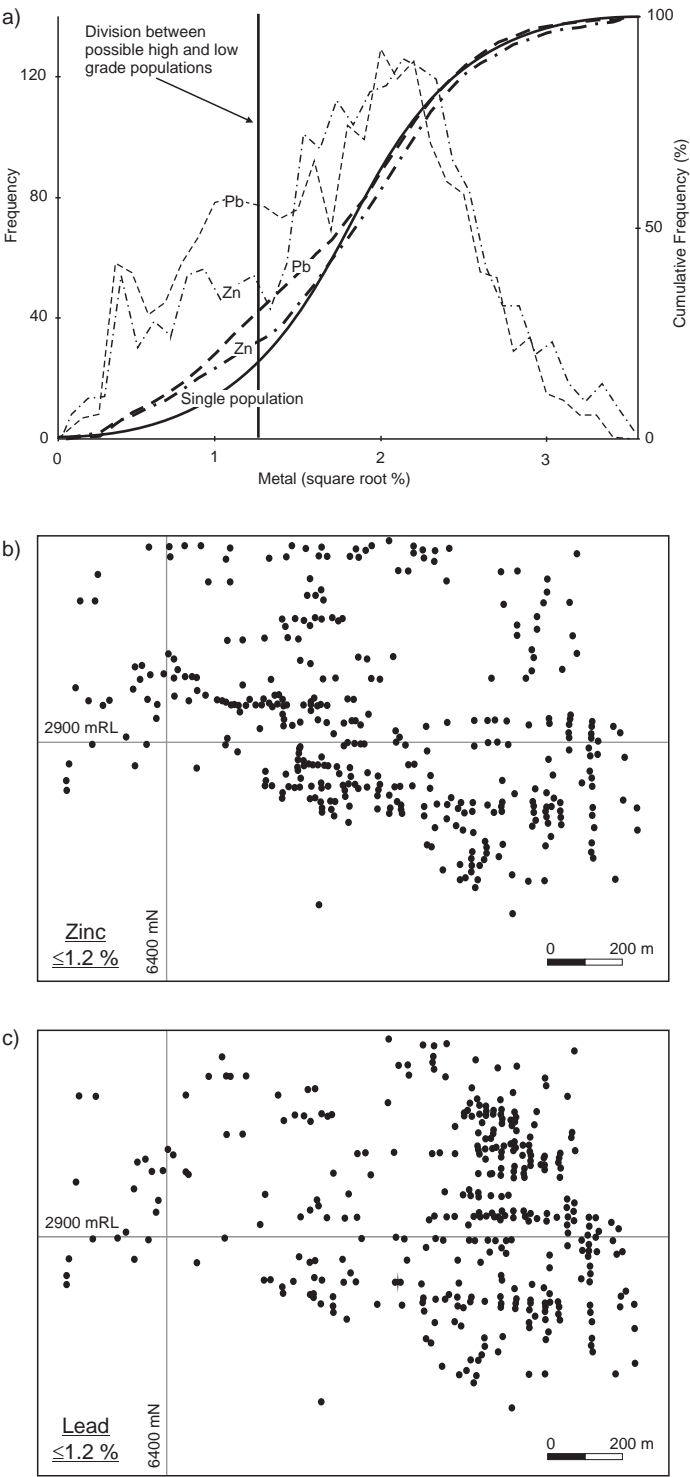 a)
Division between
possible high and low
grade populations
100
120
80
40
0
Frequency
50
0
Cumulative Frequency (%)
Pb
Zn
Pb
Zn
Single population
0
1
2
3
Metal (square root %)
b)
2900 mRL
6400 mN
Zinc
≤1.2 %
0 200 m
c)
2900 mRL
6400 mN
Lead
≤1.2 %
0 200 m